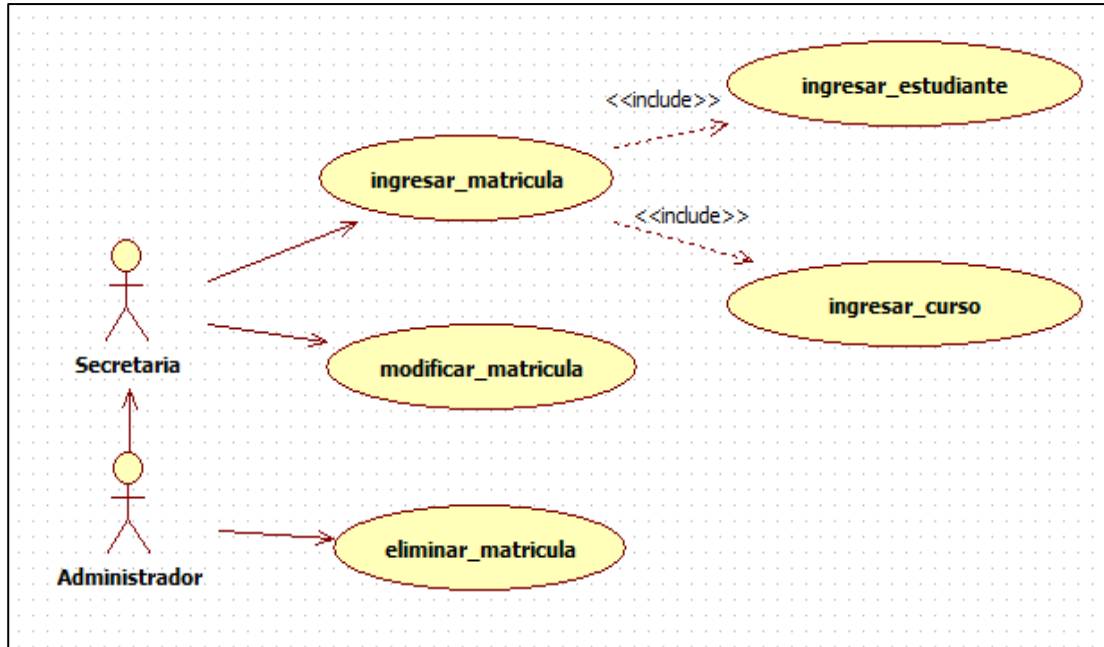 ingresar_estudiante
<<include>>
ingresar_matricula
<<include>>
ingresar_curso
Secretaria
modificar_matricula
eliminar_matricula
Administrador